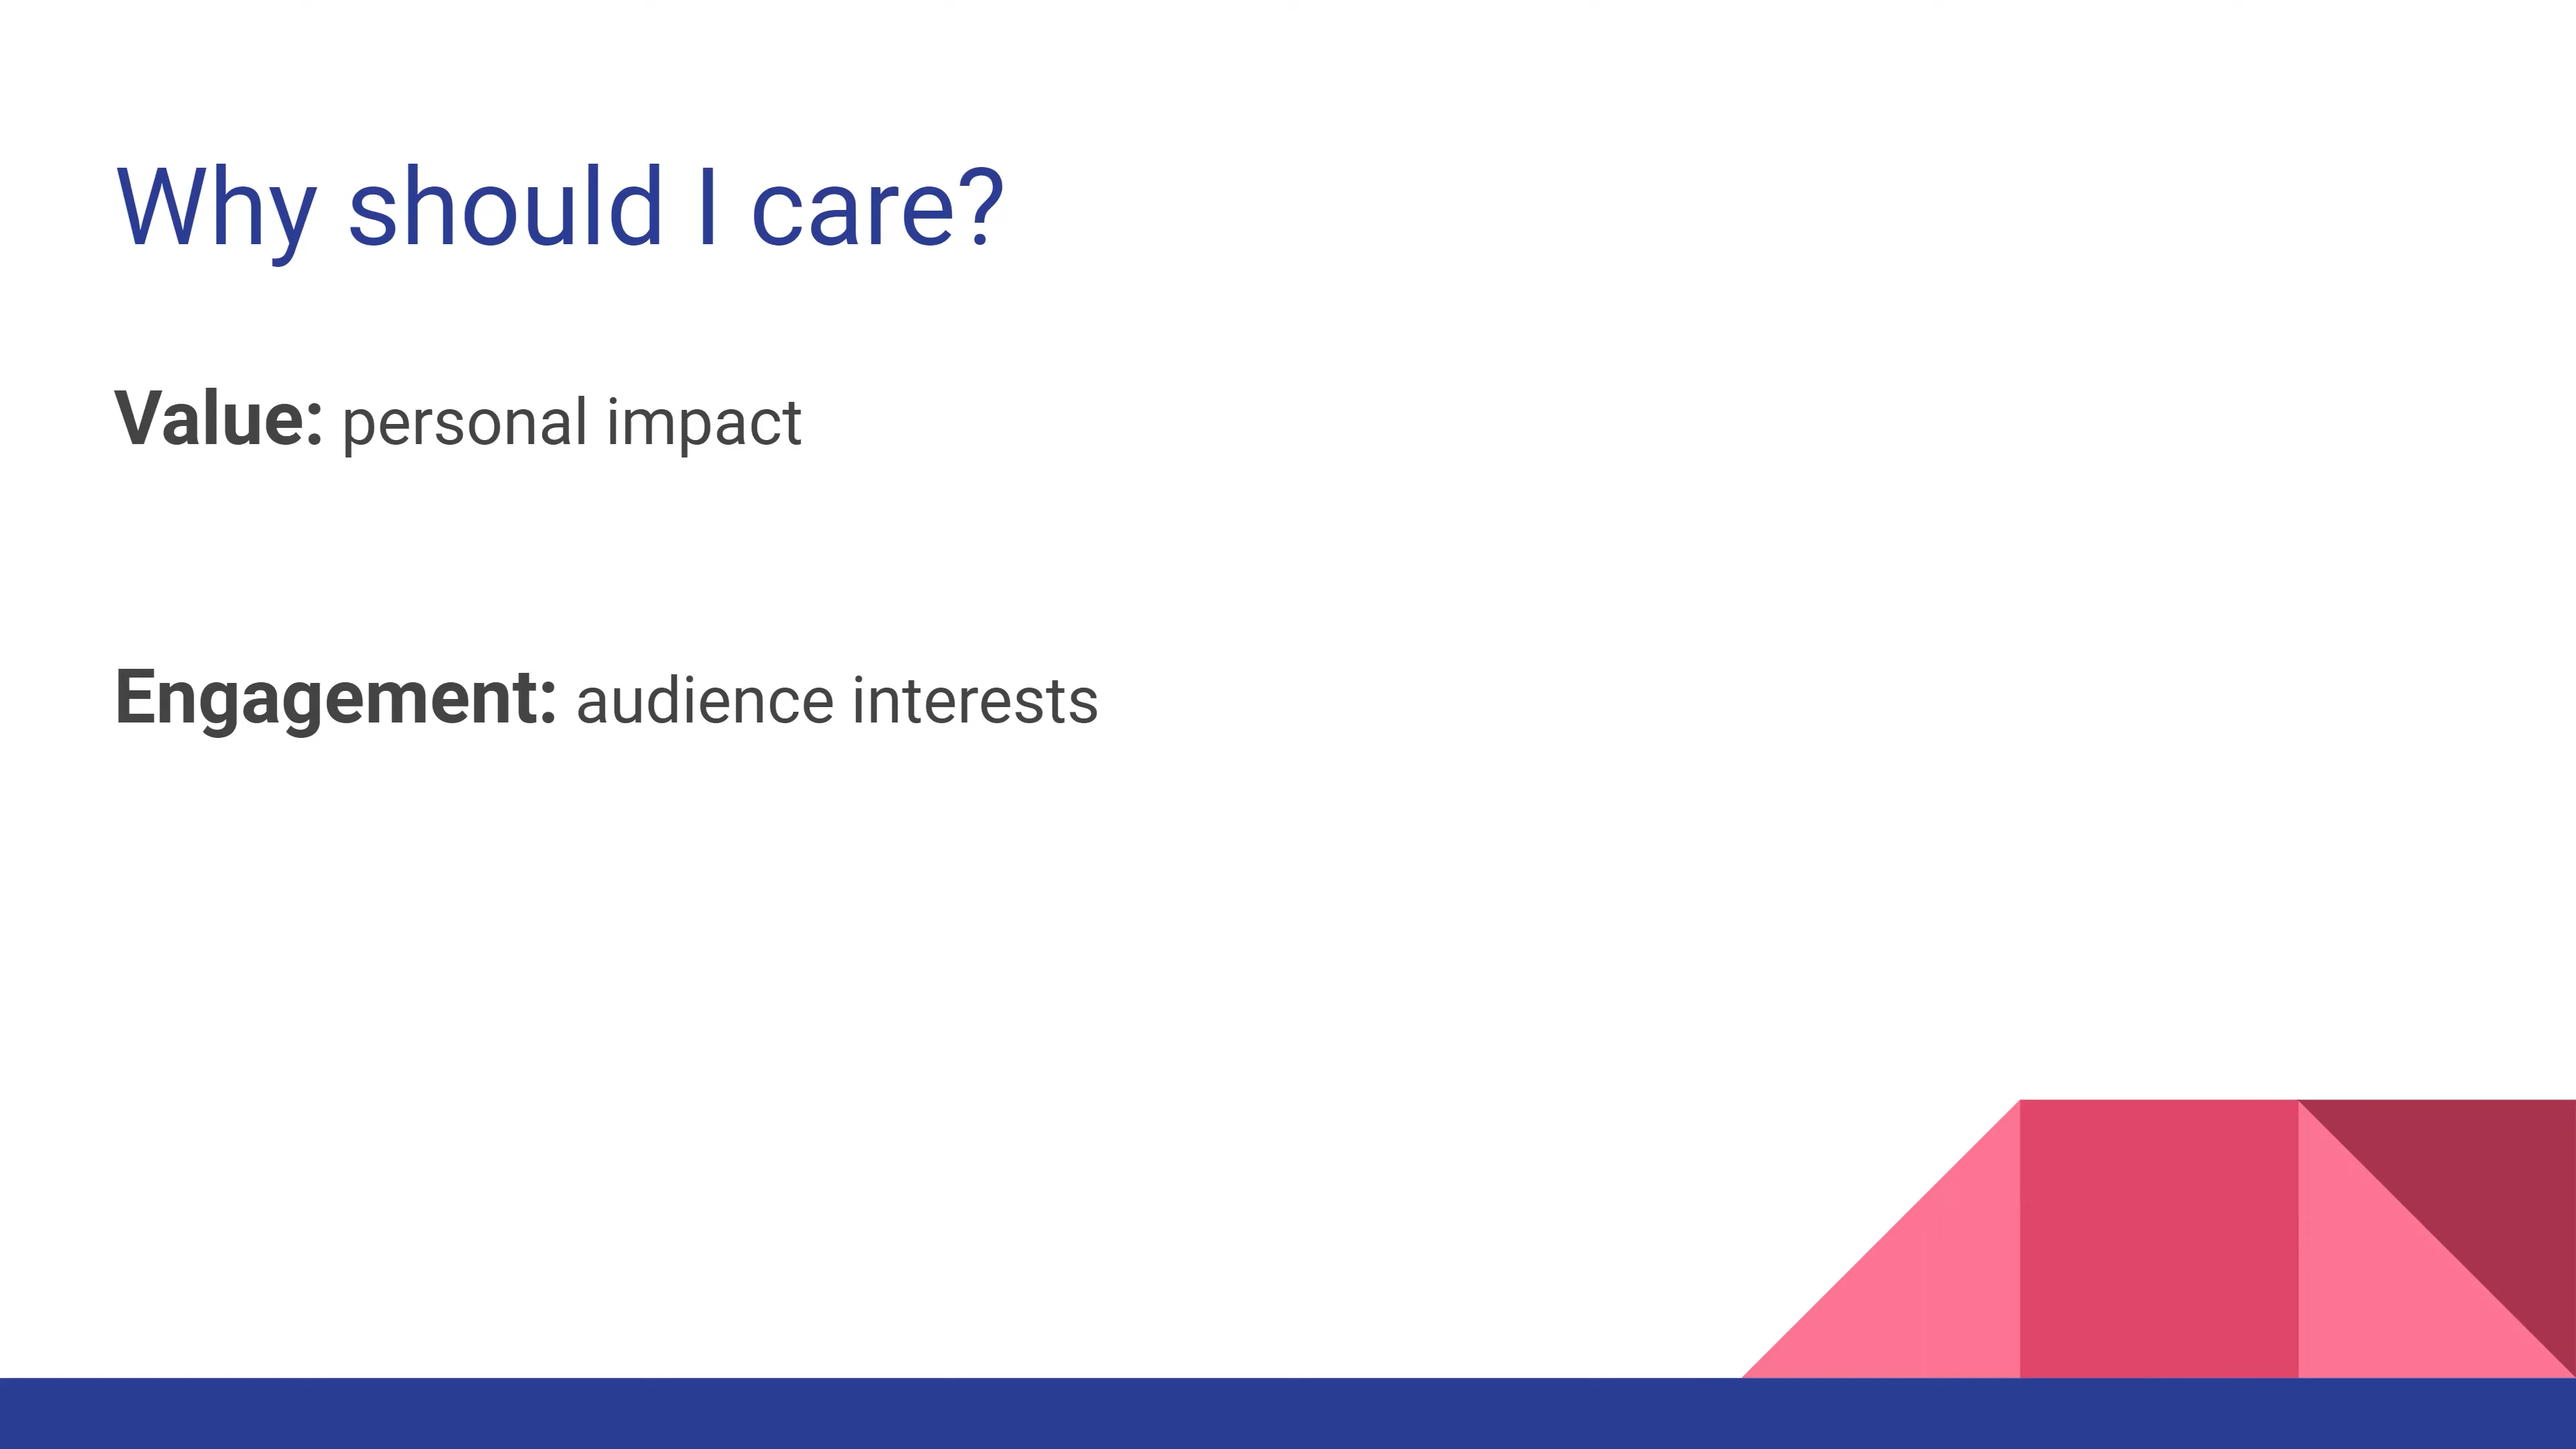 Why should I care?
Value: personal impact
Engagement: audience interests